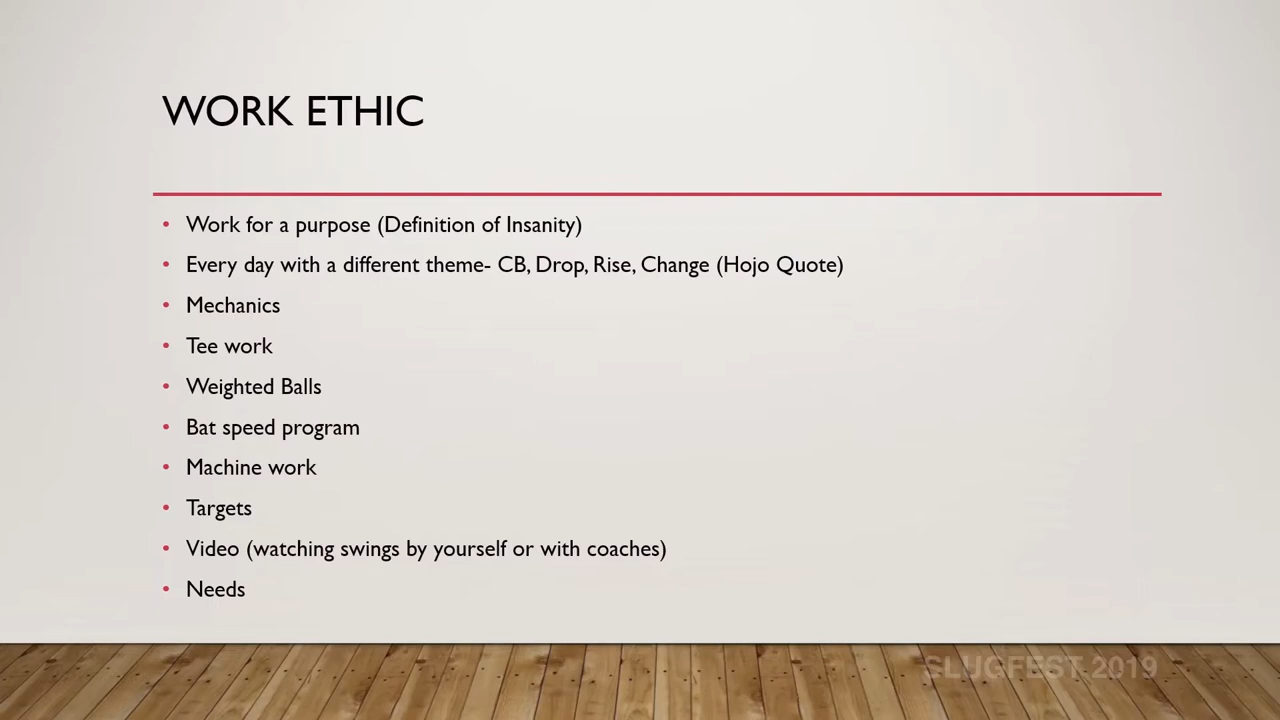 WORK ETHIC
• Work for a purpose (Definition of Insanity)
• Every day with a different theme- CB, Drop, Rise, Change (Hojo Quote)
• Mechanics
• Tee work
• Weighted Balls
• Bat speed program
• Machine work
• Targets
• Video (watching swings by yourself or with coaches)
• Needs
SLUGFEST 2019